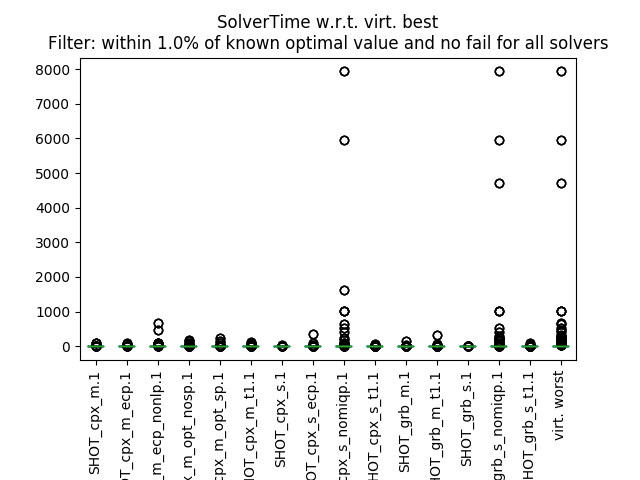 SolverTime w.r.t. virt. best
Filter: within 1.0% of known optimal value and no fail for all solvers
8000
7000
6000
5000
4000
3000
2000
1000
0
SHOT_cpx_m.1
OT_cpx_m_ecp.1
_m_ecp_nonlp.1
x_m_opt_nosp.1
cpx_m_opt_sp.1
HOT_cpx_m_t1.1
SHOT_cpx_s.1
OT_cpx_s_ecp.1
cpx_s_nomiqp.1
HOT_cpx_s_t1.1
SHOT_grb_m.1
HOT_grb_m_t1.1
SHOT_grb_s.1
grb_s_nomiqp.1
HOT_grb_s_t1.1
virt. worst